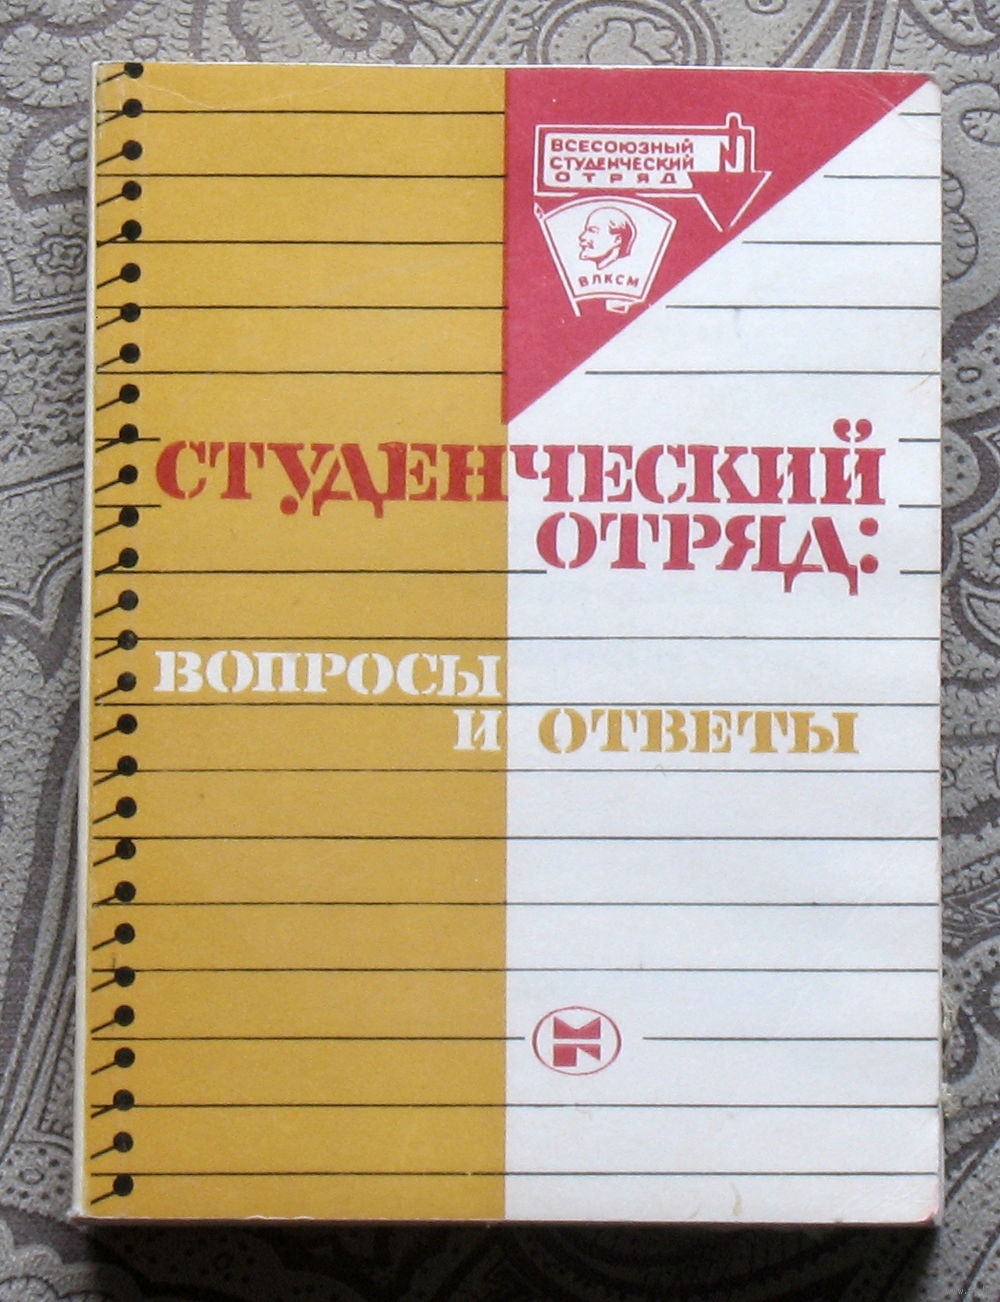 ВСЕСОЮЗНЫЙ
СТУДЕНЧЕСКИЙ
ОТРЯД
ВЛКСМ
СТУДЕНЧЕСКИЙ
ОТРЯД:
ВОПРОСЫ
И ОТВЕТЫ